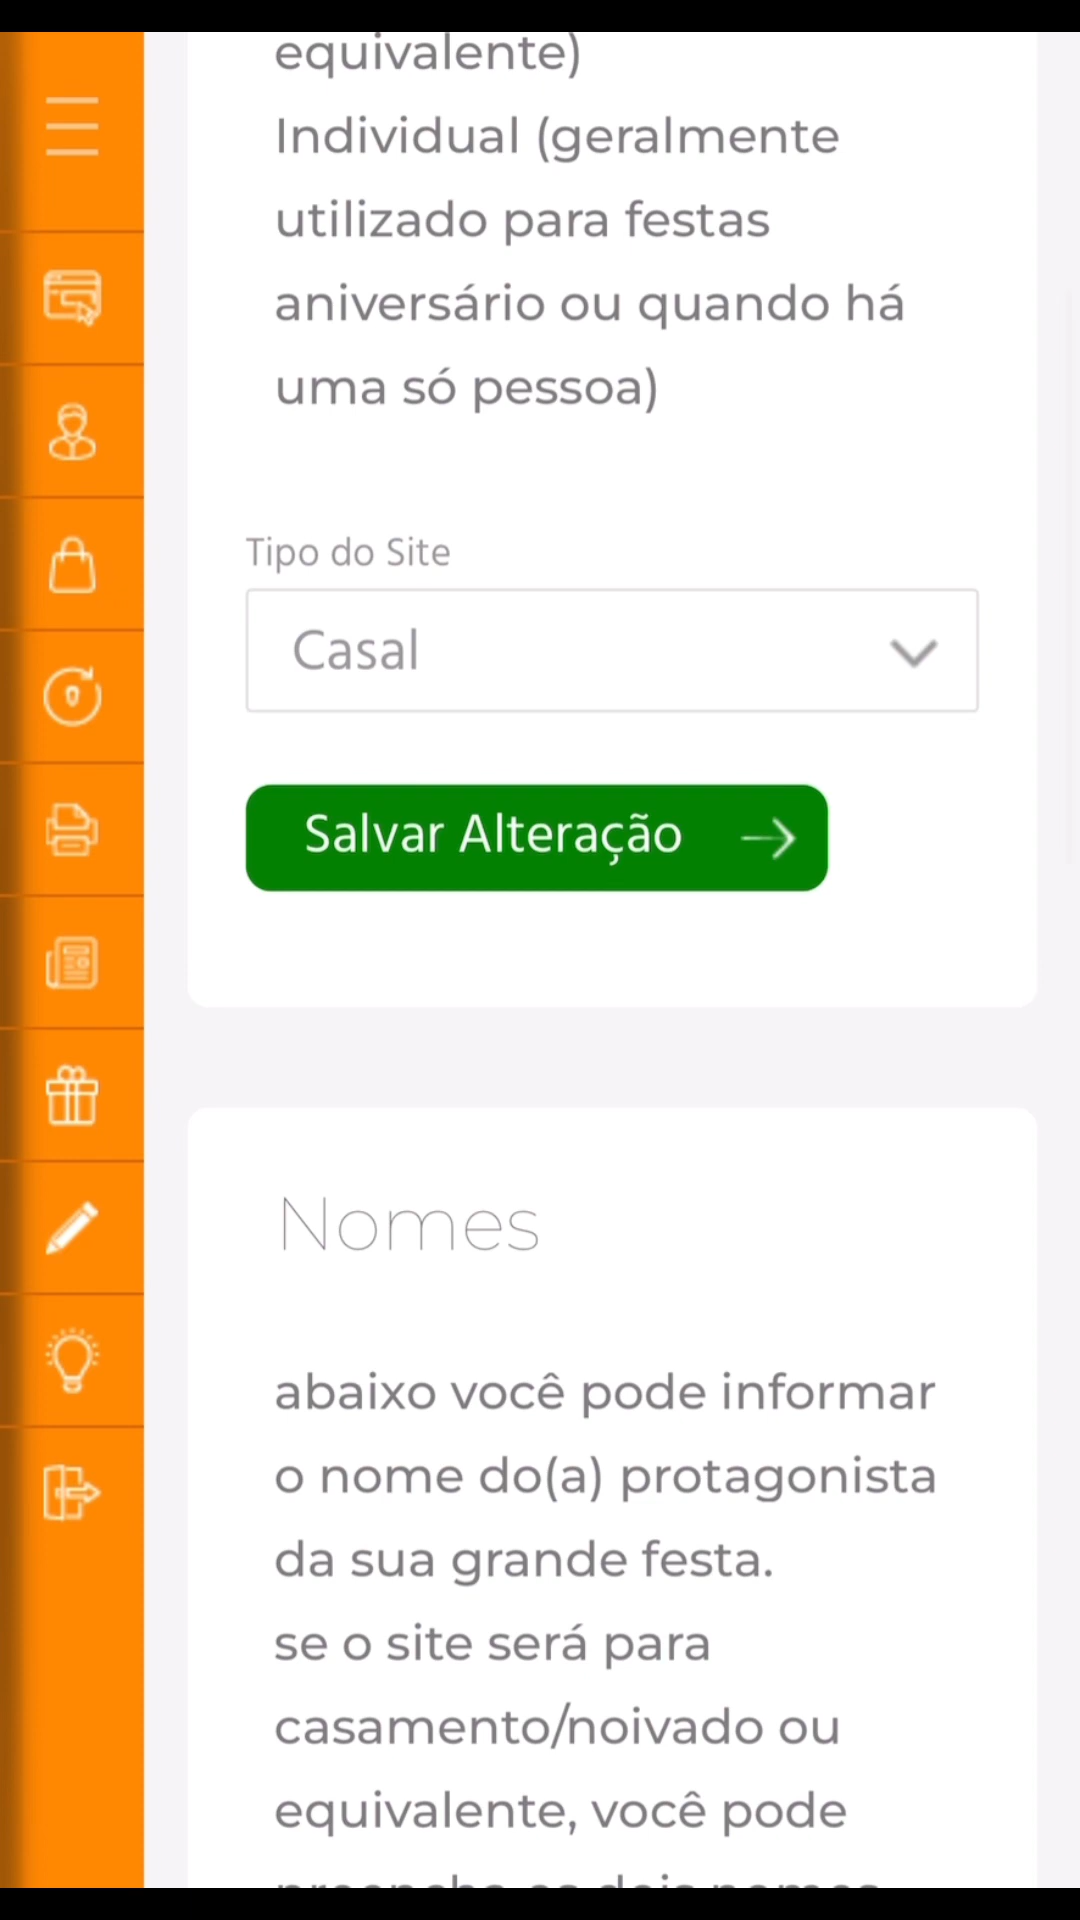 equivalente)
Individual (geralmente
utilizado para festas
aniversário ou quando há
uma só pessoa)
Tipo do Site
Casal
Salvar Alteração
Nomes
abaixo você pode informar
o nome do(a) protagonista
da sua grande festa.
se o site será para
casamento/noivado ou
equivalente, você pode